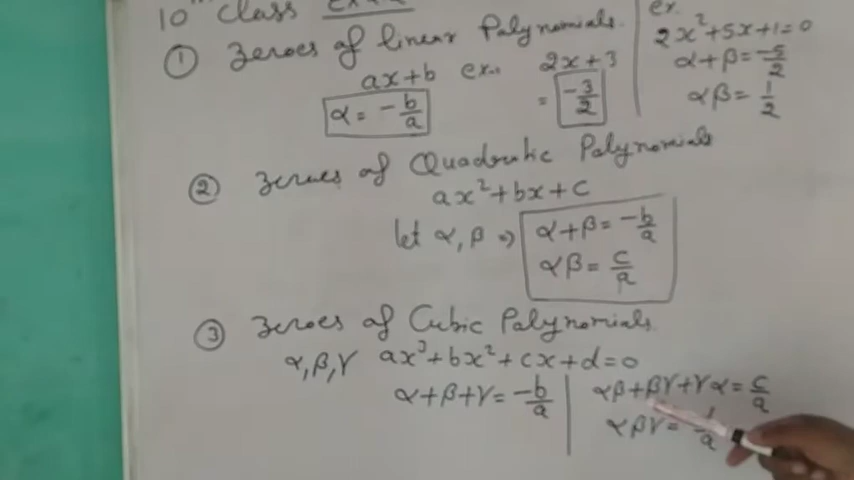 10th class
① Zeroes of linear Polynomials.
ax+b ex.. 2x+3
α = -b/a = -3/2
ex.
2x²+5x+1=0
α+β = -5/2
αβ = 1/2
② Zeroes of Quadratic Polynomials
ax²+bx+c
let α,β ⇒ α+β = -b/a
αβ = c/a
③ Zeroes of Cubic Polynomials
α,β,γ ax³+bx²+cx+d=0
α+β+γ = -b/a
αβ+βγ+γα = c/a
αβγ =